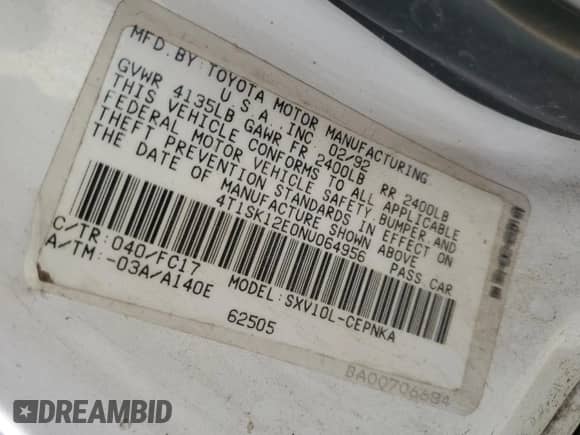 MFD. BY: TOYOTA MOTOR MANUFACTURING
U S A, INC. 02/92
GVWR 4135LB GAWR FR 2400LB RR 2400LB
THIS VEHICLE CONFORMS TO ALL APPLICABLE
FEDERAL MOTOR VEHICLE SAFETY, BUMPER, AND
THEFT PREVENTION STANDARDS IN EFFECT ON
THE DATE OF MANUFACTURE SHOWN ABOVE
4T1SK12E0NU064956 PASS CAR
C/TR: 040/FC17 MODEL: SXV10L-CEPNKA
A/TM: -03A/A140E
62505
BA00706684
DREAMBID